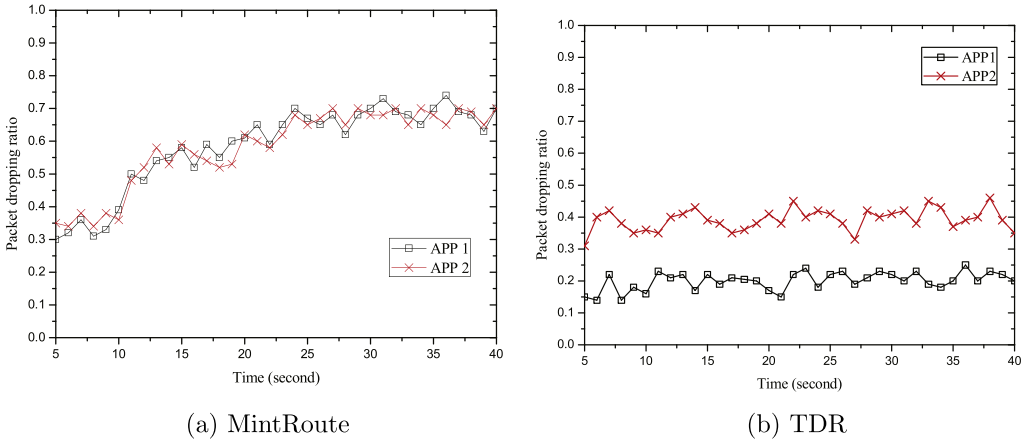 Packet dropping ratio
1.0
0.9
0.8
0.7
0.6
0.5
0.4
0.3
0.2
0.1
0.0
APP 1
APP 2
5 10 15 20 25 30 35 40
Time (second)
(a) MintRoute
Packet dropping ratio
1.0
0.9
0.8
0.7
0.6
0.5
0.4
0.3
0.2
0.1
0.0
APP1
APP2
5 10 15 20 25 30 35 40
Time (second)
(b) TDR